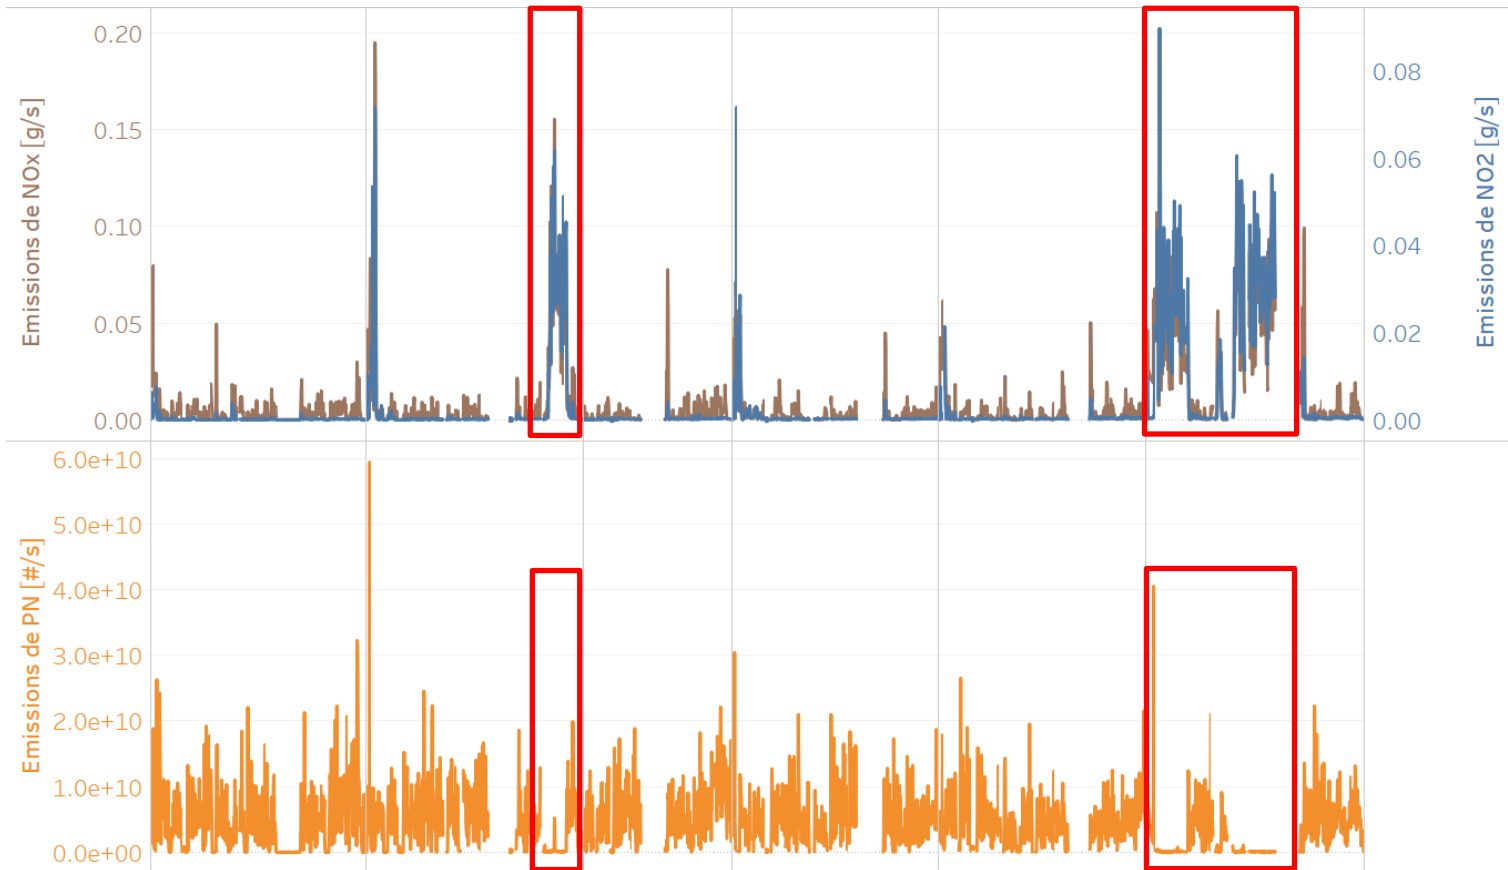 Emissions de NOx [g/s]
0.20
0.15
0.10
0.05
0.00
0.08
0.06
0.04
0.02
0.00
Emissions de NO2 [g/s]
Emissions de PN [#/s]
6.0e+10
5.0e+10
4.0e+10
3.0e+10
2.0e+10
1.0e+10
0.0e+00